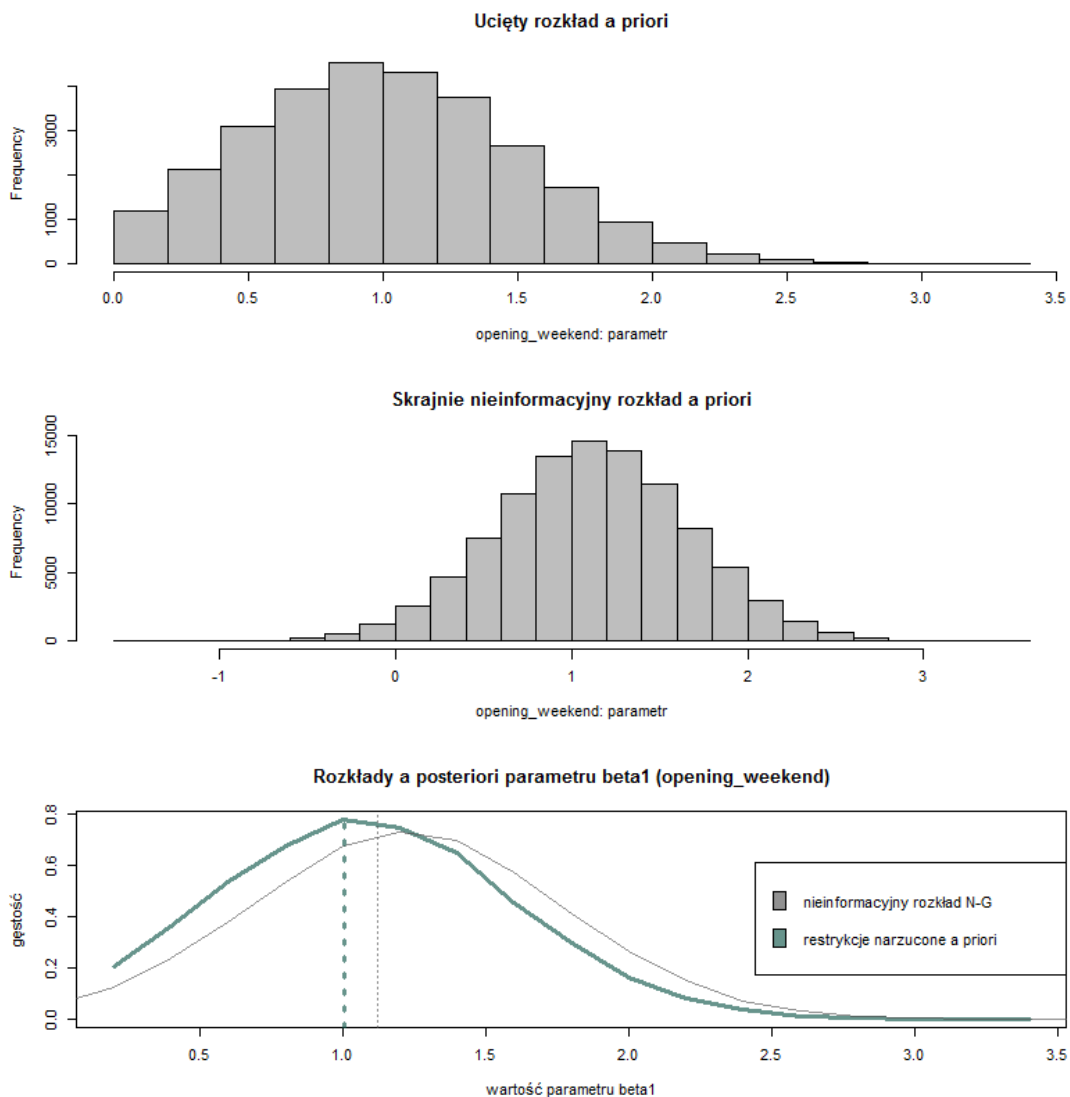 Ucięty rozkład a priori
Frequency
0
1000
3000
0.0 0.5 1.0 1.5 2.0 2.5 3.0 3.5
opening_weekend: parametr
Skrajnie nieinformacyjny rozkład a priori
Frequency
0
5000
10000
15000
-1 0 1 2 3
opening_weekend: parametr
Rozkłady a posteriori parametru beta1 (opening_weekend)
gęstość
0.0
0.2
0.4
0.6
0.8
nieinformacyjny rozkład N-G
restrykcje narzucone a priori
0.5 1.0 1.5 2.0 2.5 3.0 3.5
wartość parametru beta1